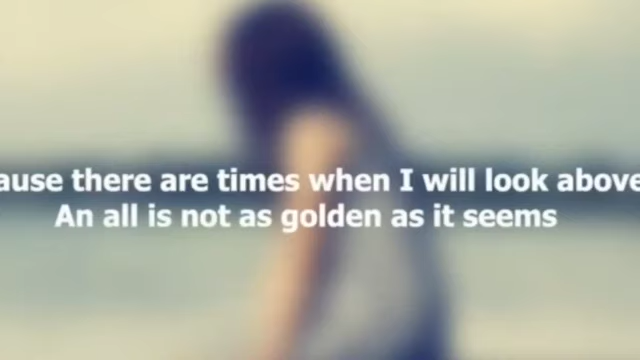 ause there are times when I will look above
An all is not as golden as it seems